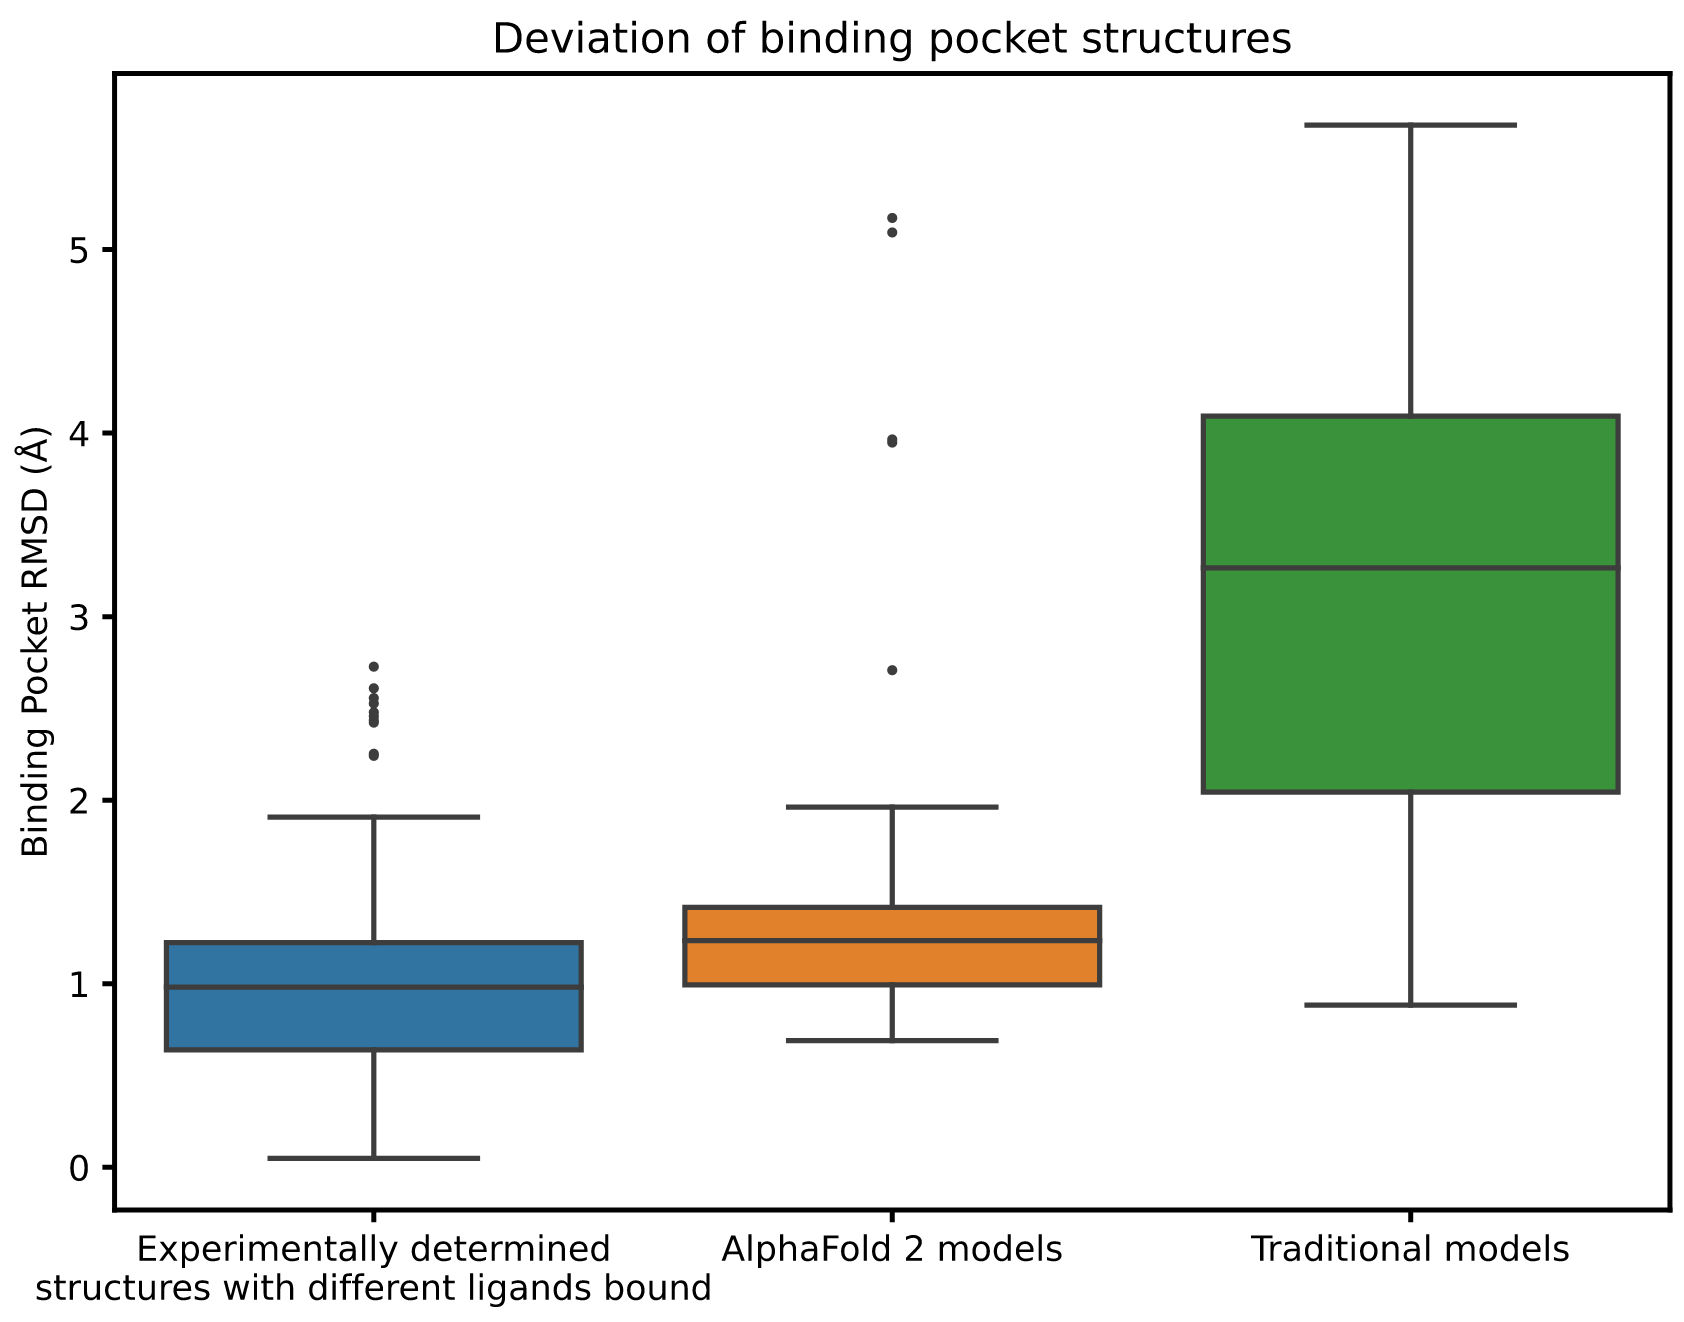 Deviation of binding pocket structures
Binding Pocket RMSD (Å)
5
4
3
2
1
0
Experimentally determined
structures with different ligands bound
AlphaFold 2 models
Traditional models